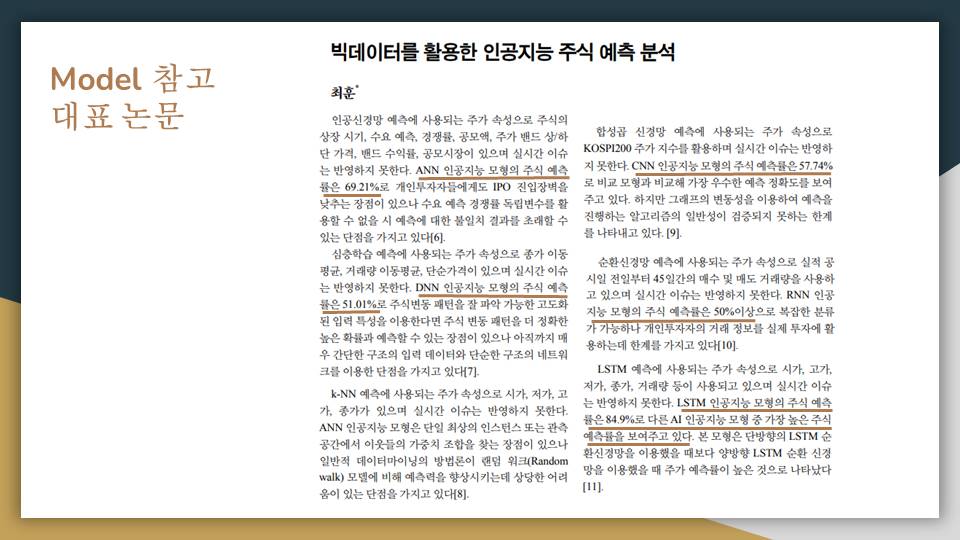 Model 참고
대표 논문
빅데이터를 활용한 인공지능 주식 예측 분석
최훈*
인공신경망 예측에 사용되는 주가 속성으로 주식의
상장 시기, 수요 예측, 경쟁률, 공모액, 주가 밴드 상/하
단 가격, 밴드 수익률, 공모시장이 있으며 실시간 이슈
는 반영하지 못한다. ANN 인공지능 모형의 주식 예측
률은 69.21%로 개인투자자들에게도 IPO 진입장벽을
낮추는 장점이 있으나 수요 예측 경쟁률 독립변수를 활
용할 수 없을 시 예측에 대한 불일치 결과를 초래할 수
있는 단점을 가지고 있다[6].
심층학습 예측에 사용되는 주가 속성으로 종가 이동
평균, 거래량 이동평균, 단순가격이 있으며 실시간 이슈
는 반영하지 못한다. DNN 인공지능 모형의 주식 예측
률은 51.01%로 주식변동 패턴을 잘 파악 가능한 고도화
된 입력 특성을 이용한다면 주식 변동 패턴을 더 정확한
높은 확률과 예측할 수 있는 장점이 있으나 아직까지 매
우 간단한 구조의 입력 데이터와 단순한 구조의 네트워
크를 이용한 단점을 가지고 있다[7].
k-NN 예측에 사용되는 주가 속성으로 시가, 저가, 고
가, 종가가 있으며 실시간 이슈는 반영하지 못한다.
ANN 인공지능 모형은 단일 최상의 인스턴스 또는 관측
공간에서 이웃들의 가중치 조합을 찾는 장점이 있으나
일반적 데이터마이닝의 방법론이 랜덤 워크(Random
walk) 모델에 비해 예측력을 향상시키는데 상당한 어려
움이 있는 단점을 가지고 있다[8].
합성곱 신경망 예측에 사용되는 주가 속성으로
KOSPI200 주가 지수를 활용하며 실시간 이슈는 반영하
지 못한다. CNN 인공지능 모형의 주식 예측률은 57.74%
로 비교 모형과 비교해 가장 우수한 예측 정확도를 보여
주고 있다. 하지만 그래프의 변동성을 이용하여 예측을
진행하는 알고리즘의 일반성이 검증되지 못하는 한계
를 나타내고 있다. [9].
순환신경망 예측에 사용되는 주가 속성으로 실적 공
시일 전일부터 45일간의 매수 및 매도 거래량을 사용하
고 있으며 실시간 이슈는 반영하지 못한다. RNN 인공
지능 모형의 주식 예측률은 50%이상으로 복잡한 분류
가 가능하나 개인투자자의 거래 정보를 실제 투자에 활
용하는데 한계를 가지고 있다[10].
LSTM 예측에 사용되는 주가 속성으로 시가, 고가,
저가, 종가, 거래량 등이 사용되고 있으며 실시간 이슈
는 반영하지 못한다. LSTM 인공지능 모형의 주식 예측
률은 84.9%로 다른 AI 인공지능 모형 중 가장 높은 주식
예측률을 보여주고 있다. 본 모형은 단방향의 LSTM 순
환신경망을 이용했을 때보다 양방향 LSTM 순환 신경
망을 이용했을 때 주가 예측률이 높은 것으로 나타났다
[11].